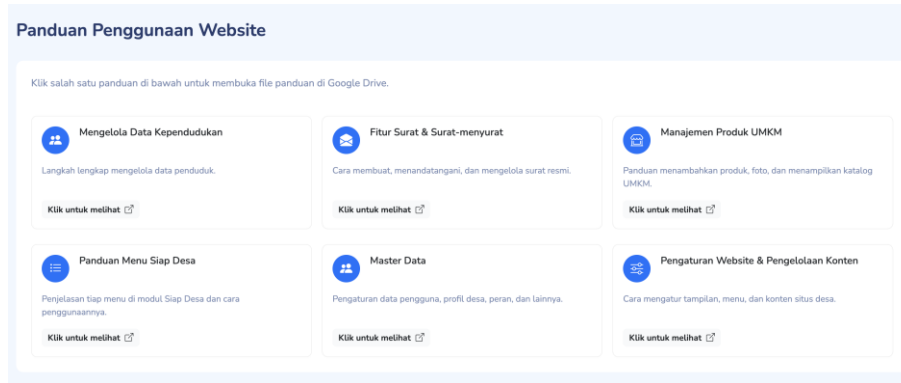 Panduan Penggunaan Website
Klik salah satu panduan di bawah untuk membuka file panduan di Google Drive.
Mengelola Data Kependudukan
Langkah lengkap mengelola data penduduk.
Klik untuk melihat
Fitur Surat & Surat-menyurat
Cara membuat, menandatangani, dan mengelola surat resmi.
Klik untuk melihat
Manajemen Produk UMKM
Panduan menambahkan produk, foto, dan menampilkan katalog
UMKM.
Klik untuk melihat
Panduan Menu Siap Desa
Penjelasan tiap menu di modul Siap Desa dan cara
penggunaannya.
Klik untuk melihat
Master Data
Pengaturan data pengguna, profil desa, peran, dan lainnya.
Klik untuk melihat
Pengaturan Website & Pengelolaan Konten
Cara mengatur tampilan, menu, dan konten situs desa.
Klik untuk melihat